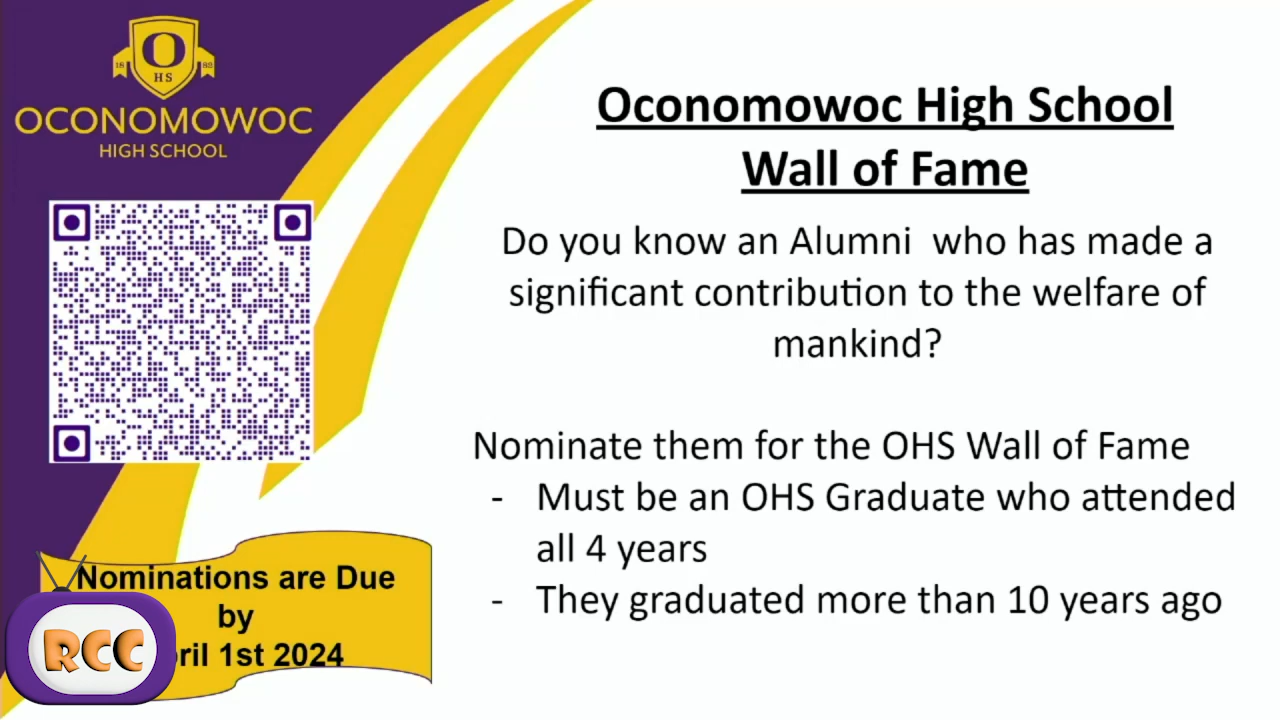 O
18 80
HS
OCONOMOWOC
HIGH SCHOOL
Oconomowoc High School
Wall of Fame
Do you know an Alumni who has made a
significant contribution to the welfare of
mankind?
Nominate them for the OHS Wall of Fame
- Must be an OHS Graduate who attended
all 4 years
- They graduated more than 10 years ago
Nominations are Due
by
ril 1st 2024
RCC